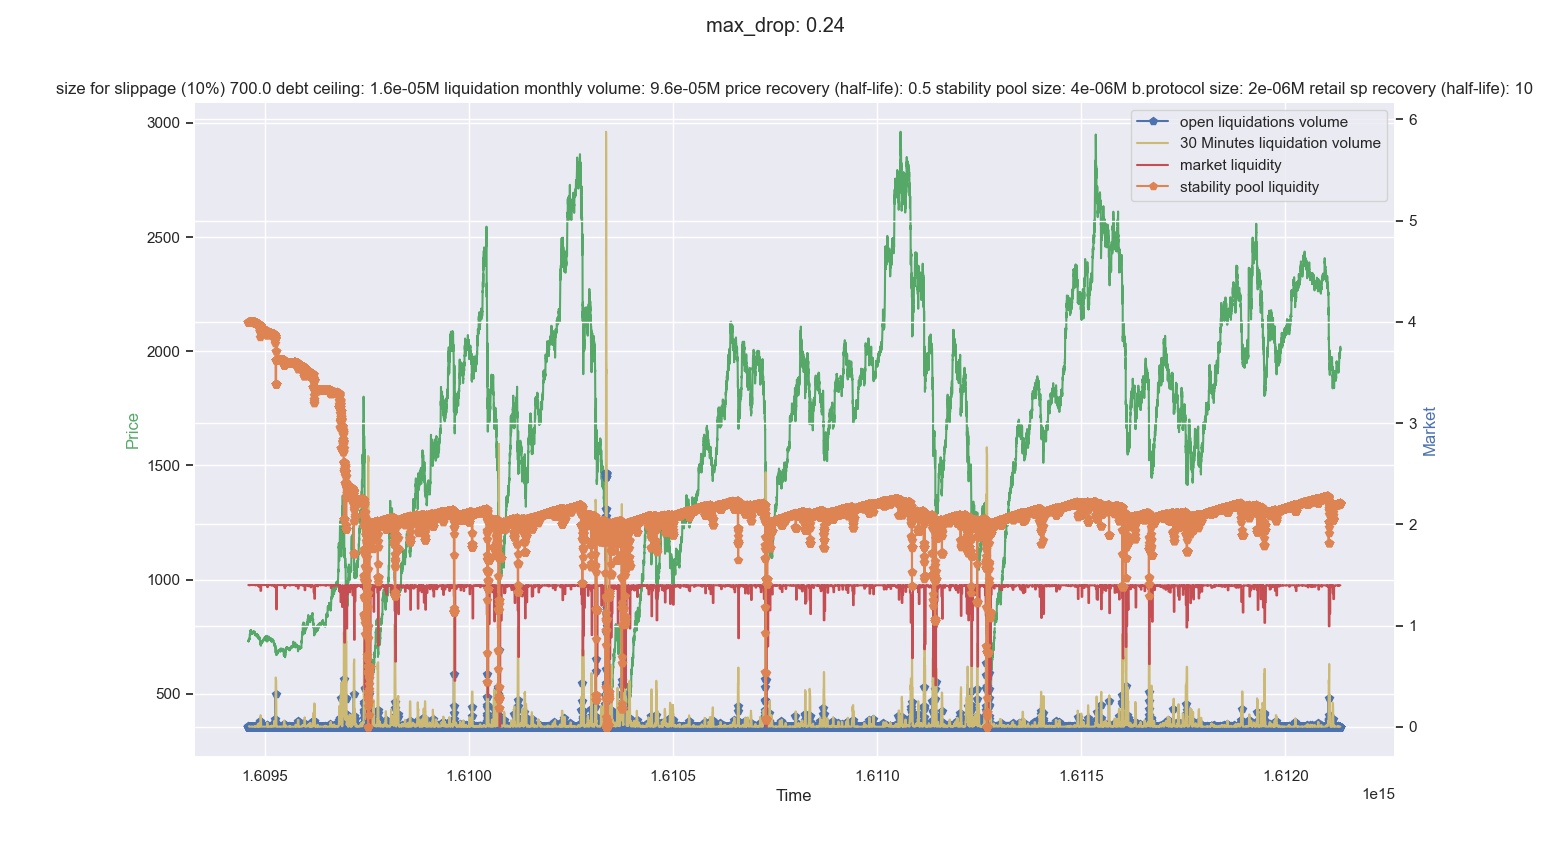 max_drop: 0.24
size for slippage (10%) 700.0 debt ceiling: 1.6e-05M liquidation monthly volume: 9.6e-05M price recovery (half-life): 0.5 stability pool size: 4e-06M b.protocol size: 2e-06M retail sp recovery (half-life): 10
open liquidations volume
30 Minutes liquidation volume
market liquidity
stability pool liquidity
3000
2500
2000
1500
1000
500
Price
6
5
4
3
2
1
0
Market
1.6095
1.6100
1.6105
1.6110
1.6115
1.6120
1e15
Time